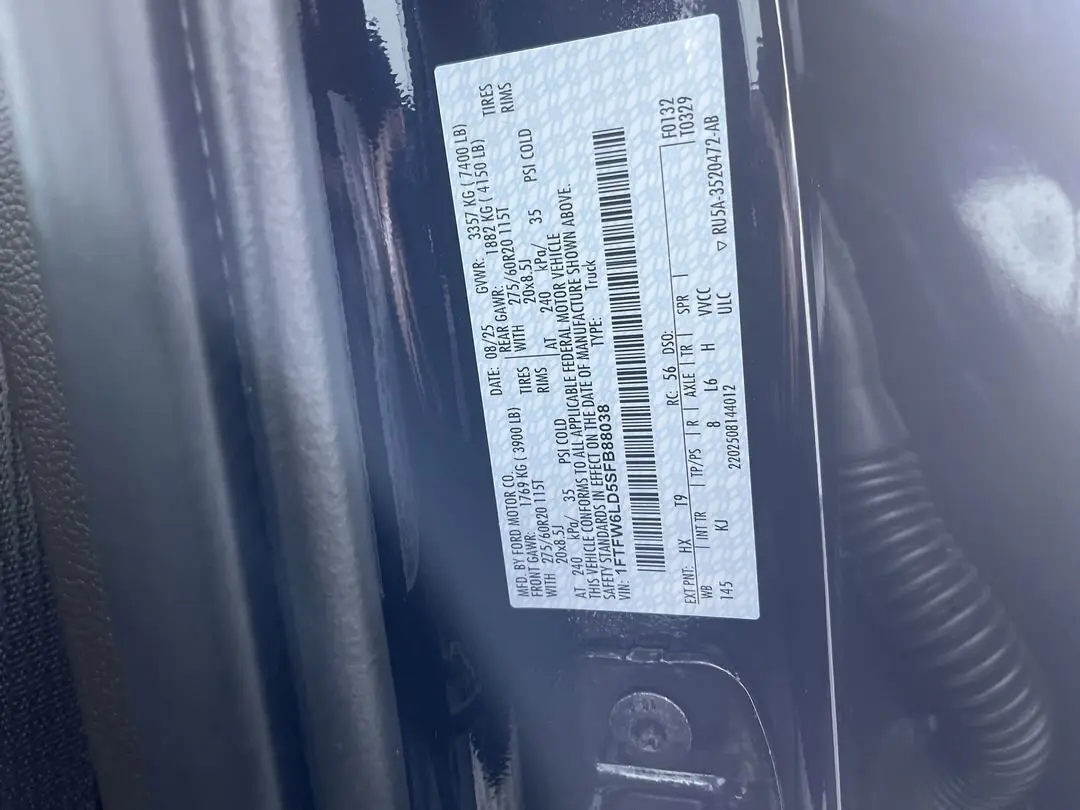 MFD. BY FORD MOTOR CO. DATE: 08/25 GVWR: 3357 KG ( 7400 LB)
FRONT GAWR: 1769 KG ( 3900 LB) REAR GAWR: 1882 KG ( 4150 LB)
WITH 275/60R20 115T TIRES WITH 275/60R20 115T TIRES
20x8.5J RIMS 20x8.5J RIMS
AT 240 kPa/ 35 PSI COLD AT 240 kPa/ 35 PSI COLD
THIS VEHICLE CONFORMS TO ALL APPLICABLE FEDERAL MOTOR VEHICLE
SAFETY STANDARDS IN EFFECT ON THE DATE OF MANUFACTURE SHOWN ABOVE.
VIN: 1FTFW6LD5SFB88038 TYPE: Truck
F0132
T0329
EXT PNT: HX T9 RC: 56 DSO:
WB INT TR TP/PS R AXLE TR SPR
145 KJ 8 L6 H VVCC
ULC
2202508144012
▽ RU5A-3520472-AB